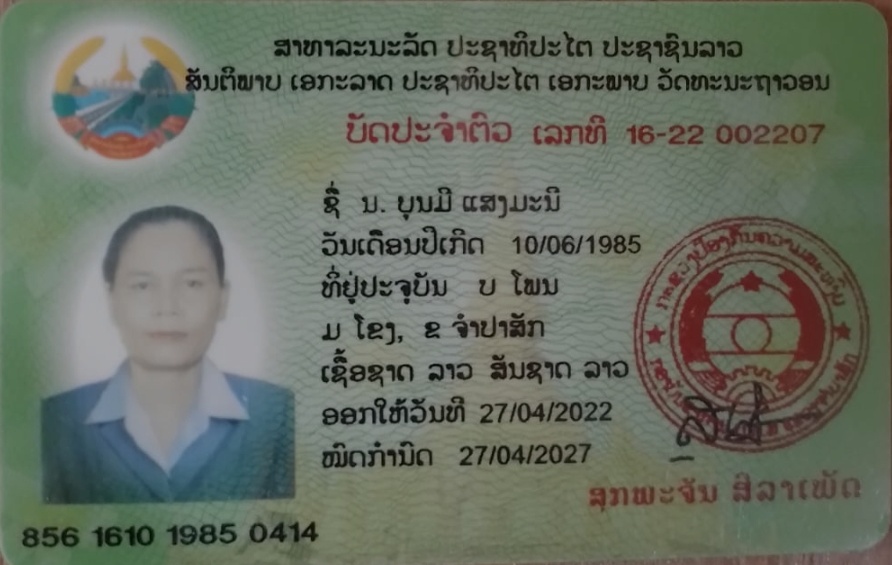 ສາທາລະນະລັດ ປະຊາທິປະໄຕ ປະຊາຊົນລາວ
ສັນຕິພາບ ເອກະລາດ ປະຊາທິປະໄຕ ເອກະພາບ ວັດທະນະຖາວອນ
ບັດປະຈຳຕົວ ເລກທີ 16-22 002207
ຊື່ ນ. ບຸນມີ ແສງມະນີ
ວັນເດືອນປີເກີດ 10/06/1985
ທີ່ຢູ່ປະຈຸບັນ ບ ໂພນ
ມ ໂຂງ, ຂ ຈຳປາສັກ
ເຊື້ອຊາດ ລາວ ສັນຊາດ ລາວ
ອອກໃຫ້ວັນທີ 27/04/2022
ໝົດກຳນົດ 27/04/2027
ສຸກພະຈັນ ສີລາເພັດ
856 1610 1985 0414